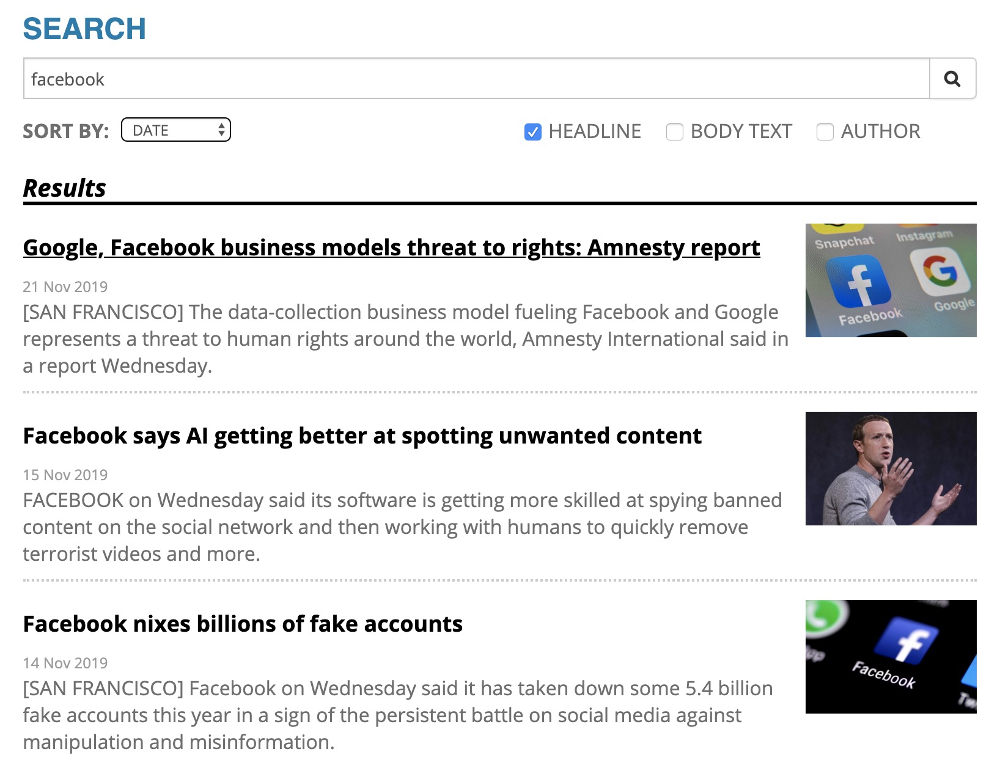 SEARCH
facebook
SORT BY: DATE HEADLINE BODY TEXT AUTHOR
Results
Google, Facebook business models threat to rights: Amnesty report
21 Nov 2019
[SAN FRANCISCO] The data-collection business model fueling Facebook and Google
represents a threat to human rights around the world, Amnesty International said in
a report Wednesday.
Snapchat Instagram
Facebook Google
Facebook says AI getting better at spotting unwanted content
15 Nov 2019
FACEBOOK on Wednesday said its software is getting more skilled at spying banned
content on the social network and then working with humans to quickly remove
terrorist videos and more.
Facebook nixes billions of fake accounts
14 Nov 2019
[SAN FRANCISCO] Facebook on Wednesday said it has taken down some 5.4 billion
fake accounts this year in a sign of the persistent battle on social media against
manipulation and misinformation.
Facebook